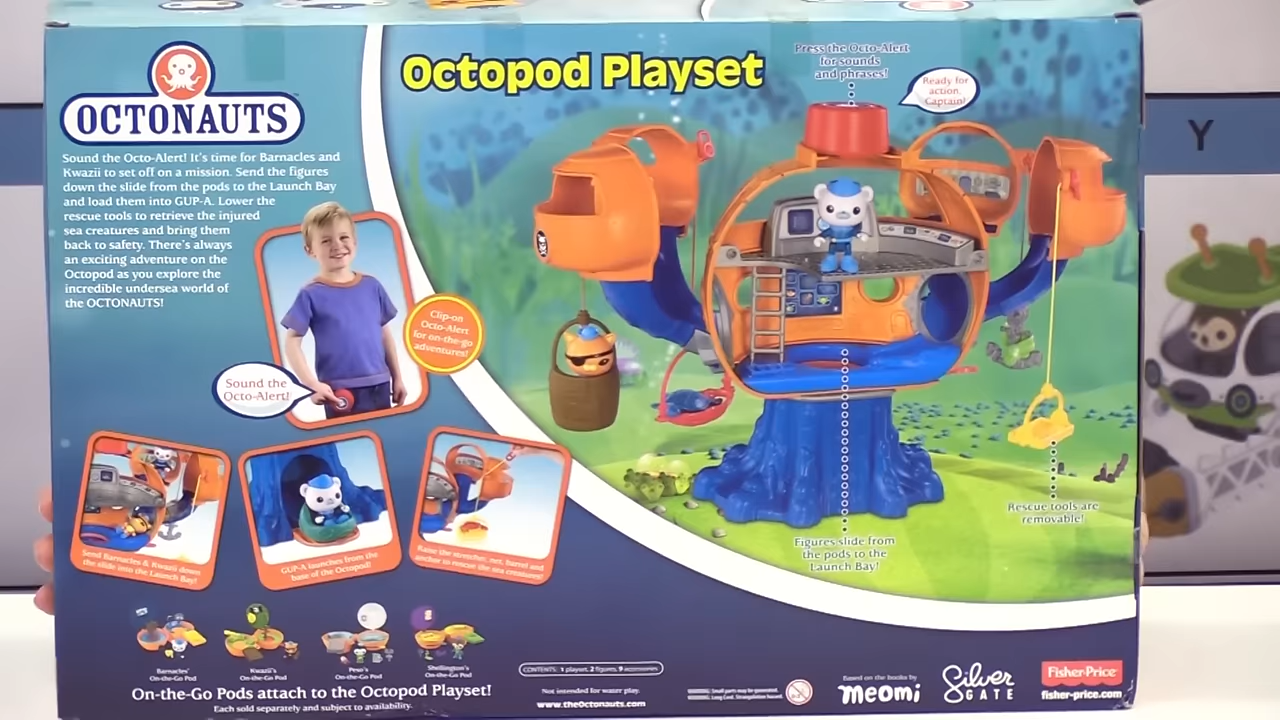 OCTONAUTS
Octopod Playset
Press the Octo-Alert
for sounds
and phrases!
Ready for
action,
Captain!
Y
Sound the Octo-Alert! It's time for Barnacles and
Kwazii to set off on a mission. Send the figures
down the slide from the pods to the Launch Bay
and load them into GUP-A. Lower the
rescue tools to retrieve the injured
sea creatures and bring them
back to safety. There's always
an exciting adventure on the
Octopod as you explore the
incredible undersea world of
the OCTONAUTS!
Clip-on
Octo-Alert
for on-the-go
adventures!
Sound the
Octo-Alert!
Send Barnacles & Kwazii down
the slide into the Launch Bay!
GUP-A launches from the
base of the Octopod!
Raise the stretcher, net, barrel and
anchor to rescue the sea creatures!
Rescue tools are
removable!
Figures slide from
the pods to the
Launch Bay!
Barnacles'
On-the-Go Pod
Kwazii's
On-the-Go Pod
Peso's
On-the-Go Pod
Shellington's
On-the-Go Pod
On-the-Go Pods attach to the Octopod Playset!
Each sold separately and subject to availability.
CONTENTS: 1 playset, 2 figures, 9 accessories
Not intended for water play.
www.theOctonauts.com
Based on the books by
meomi
Silver
GATE
Fisher-Price
fisher-price.com